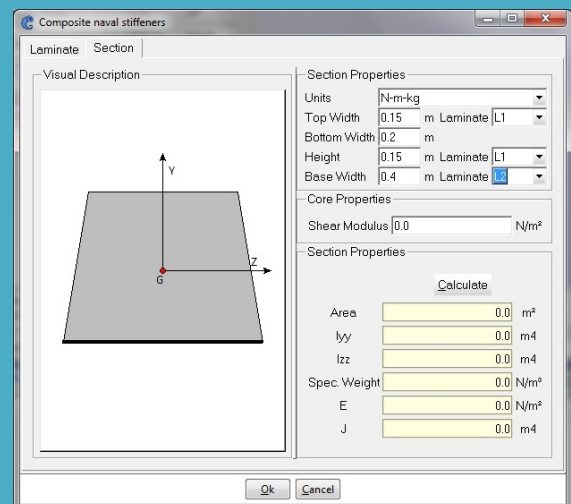 Composite naval stiffeners
Laminate Section
Visual Description
Y
Z
G
Section Properties
Units N-m-kg
Top Width 0.15 m Laminate L1
Bottom Width 0.2 m
Height 0.15 m Laminate L1
Base Width 0.4 m Laminate L2
Core Properties
Shear Modulus 0.0 N/m²
Section Properties
Calculate
Area 0.0 m²
Iyy 0.0 m4
Izz 0.0 m4
Spec. Weight 0.0 N/m³
E 0.0 N/m²
J 0.0 m4
Ok Cancel